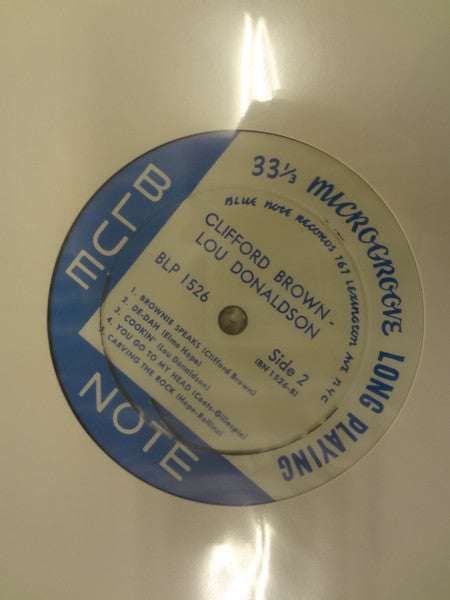 33⅓ MICROGROOVE LONG PLAYING
BLUE NOTE RECORDS 767 LEXINGTON AVE NYC
BLUE
NOTE
CLIFFORD BROWN -
LOU DONALDSON
BLP 1526
Side 2
(BN 1526-B)
1. BROWNIE SPEAKS (Clifford Brown)
2. DE-DAH (Elmo Hope)
3. COOKIN' (Lou Donaldson)
4. YOU GO TO MY HEAD (Coots-Gillespie)
CARVING THE ROCK (Hope-Rollins)